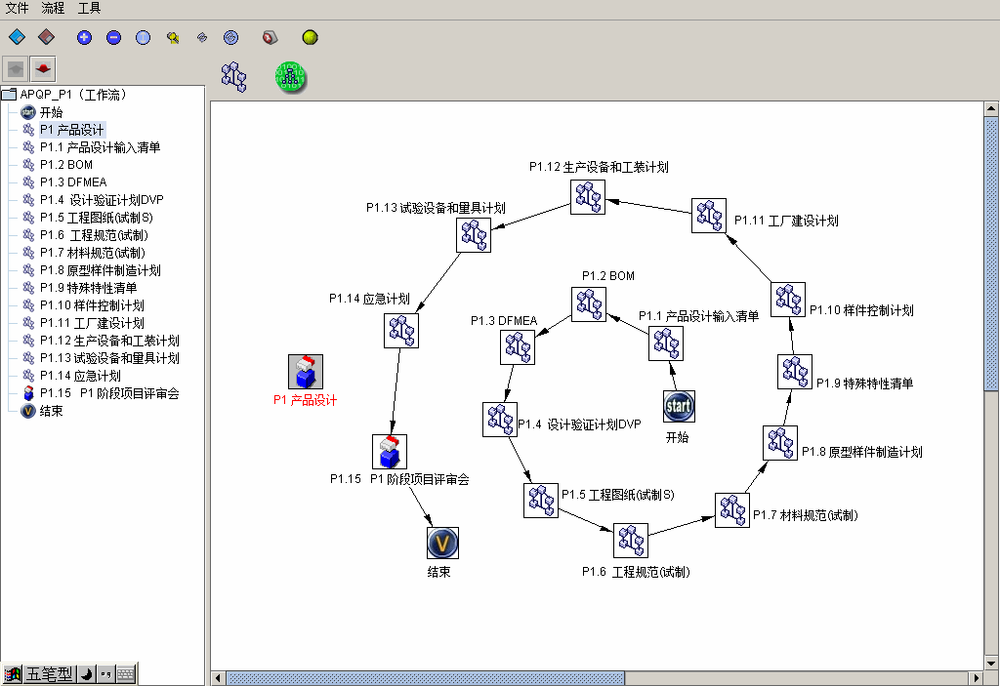 文件 流程 工具
APQP_P1（工作流）
开始
P1 产品设计
P1.1 产品设计输入清单
P1.2 BOM
P1.3 DFMEA
P1.4 设计验证计划DVP
P1.5 工程图纸(试制S)
P1.6 工程规范(试制)
P1.7 材料规范(试制)
P1.8 原型样件制造计划
P1.9 特殊特性清单
P1.10 样件控制计划
P1.11 工厂建设计划
P1.12 生产设备和工装计划
P1.13 试验设备和量具计划
P1.14 应急计划
P1.15 P1 阶段项目评审会
结束
五笔型
P1.12 生产设备和工装计划
P1.13 试验设备和量具计划
P1.11 工厂建设计划
P1.2 BOM
P1.14 应急计划
P1.10 样件控制计划
P1.3 DFMEA
P1.1 产品设计输入清单
P1.9 特殊特性清单
P1 产品设计
start
P1.4 设计验证计划DVP
开始
P1.8 原型样件制造计划
P1.15 P1 阶段项目评审会
P1.5 工程图纸(试制S)
P1.7 材料规范(试制)
V
结束
P1.6 工程规范(试制)